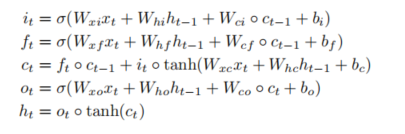 i_t = σ(W_{xi}x_t + W_{hi}h_{t−1} + W_{ci} ∘ c_{t−1} + b_i)
f_t = σ(W_{xf}x_t + W_{hf}h_{t−1} + W_{cf} ∘ c_{t−1} + b_f)
c_t = f_t ∘ c_{t−1} + i_t ∘ tanh(W_{xc}x_t + W_{hc}h_{t−1} + b_c)
o_t = σ(W_{xo}x_t + W_{ho}h_{t−1} + W_{co} ∘ c_t + b_o)
h_t = o_t ∘ tanh(c_t)